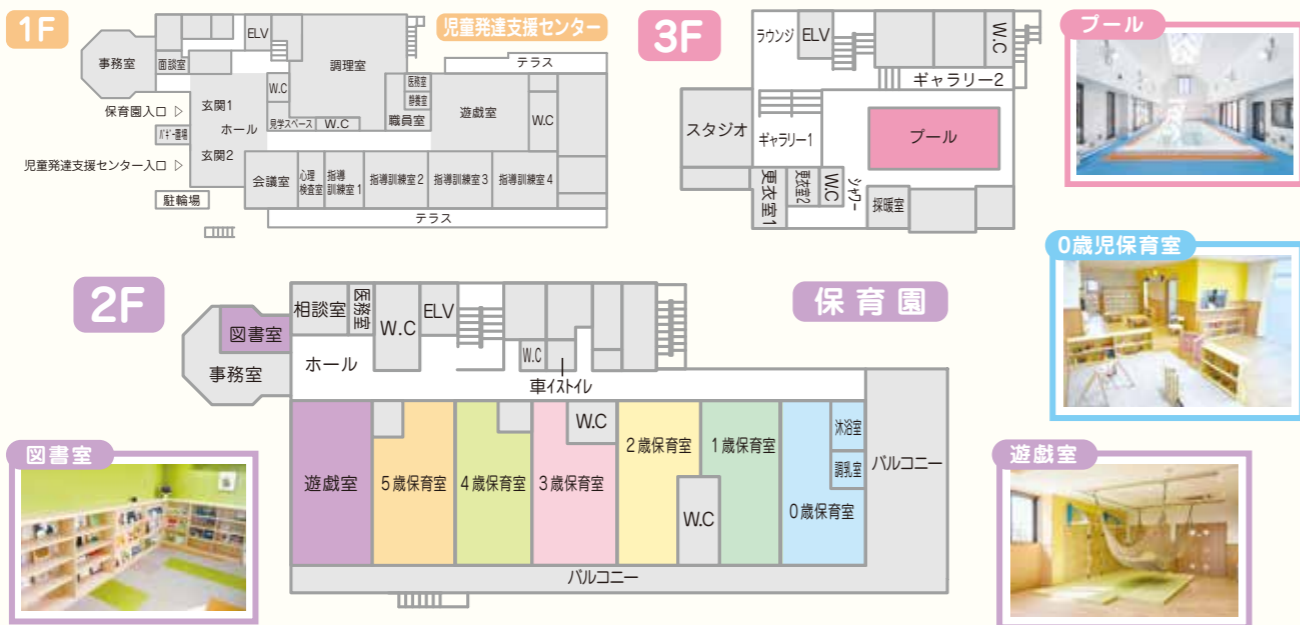 1F
児童発達支援センター
ELV
事務室
面談室
調理室
テラス
W.C
医務室
静養室
遊戯室
W.C
保育園入口 ▷
玄関1
ホール
見学スペース
W.C
職員室
バギー置場
児童発達支援センター入口 ▷
玄関2
会議室
心理
検査室
指導
訓練室1
指導訓練室2
指導訓練室3
指導訓練室4
駐輪場
テラス
3F
ラウンジ
ELV
W.C
ギャラリー2
スタジオ
ギャラリー1
プール
更衣室1
更衣室2
W.C
シャワー
採暖室
プール
0歳児保育室
2F
保育園
相談室
医務室
W.C
ELV
図書室
事務室
ホール
W.C
車イストイレ
遊戯室
5歳保育室
4歳保育室
3歳保育室
W.C
2歳保育室
W.C
1歳保育室
0歳保育室
沐浴室
調乳室
バルコニー
バルコニー
図書室
遊戯室